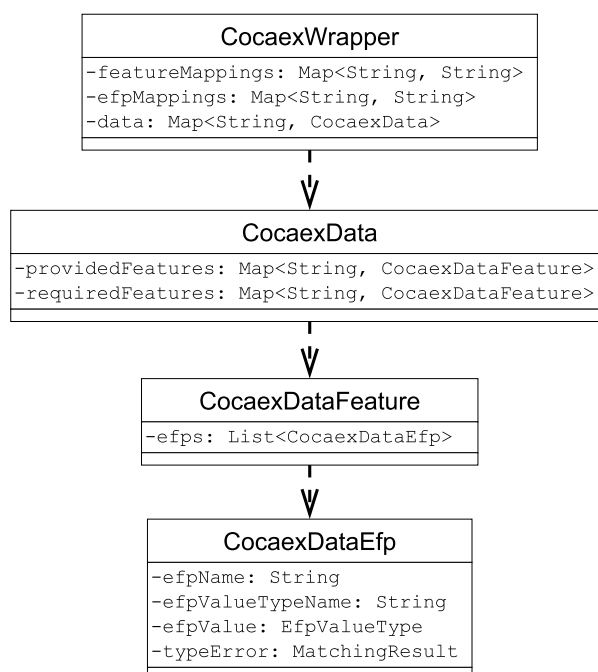 CocaexWrapper
-featureMappings: Map<String, String>
-efpMappings: Map<String, String>
-data: Map<String, CocaexData>
CocaexData
-providedFeatures: Map<String, CocaexDataFeature>
-requiredFeatures: Map<String, CocaexDataFeature>
CocaexDataFeature
-efps: List<CocaexDataEfp>
CocaexDataEfp
-efpName: String
-efpValueTypeName: String
-efpValue: EfpValueType
-typeError: MatchingResult